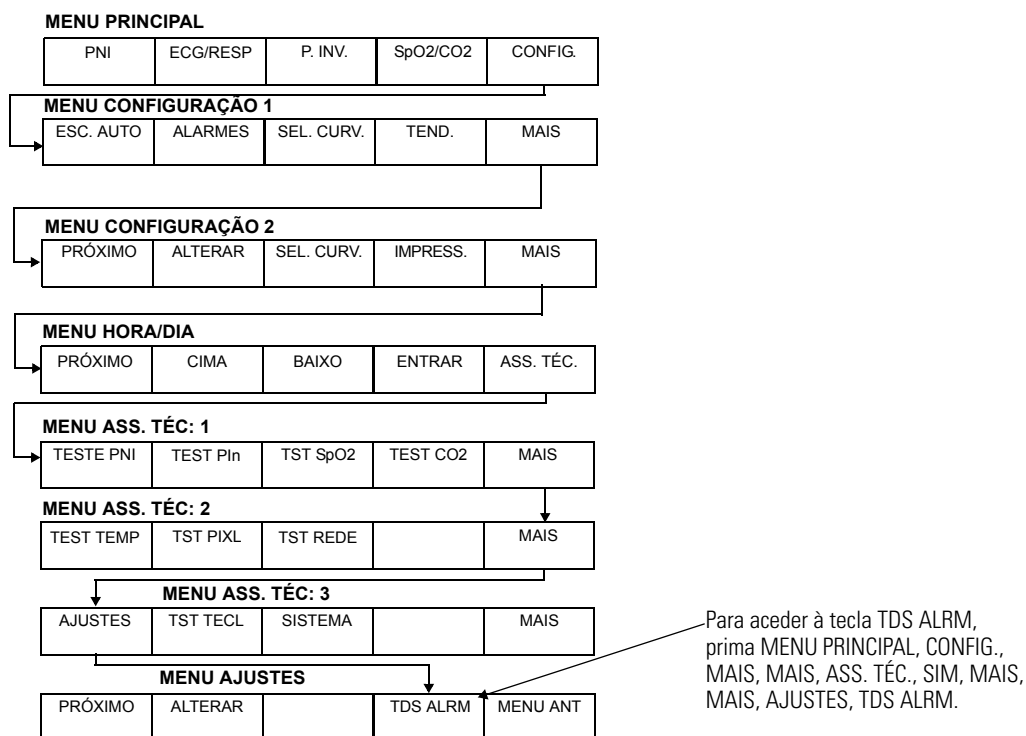 MENU PRINCIPAL
PNI ECG/RESP P. INV. SpO2/CO2 CONFIG.
MENU CONFIGURAÇÃO 1
ESC. AUTO ALARMES SEL. CURV. TEND. MAIS
MENU CONFIGURAÇÃO 2
PRÓXIMO ALTERAR SEL. CURV. IMPRESS. MAIS
MENU HORA/DIA
PRÓXIMO CIMA BAIXO ENTRAR ASS. TÉC.
MENU ASS. TÉC: 1
TESTE PNI TEST PIn TST SpO2 TEST CO2 MAIS
MENU ASS. TÉC: 2
TEST TEMP TST PIXL TST REDE MAIS
MENU ASS. TÉC: 3
AJUSTES TST TECL SISTEMA MAIS
MENU AJUSTES
PRÓXIMO ALTERAR TDS ALRM MENU ANT
Para aceder à tecla TDS ALRM,
prima MENU PRINCIPAL, CONFIG.,
MAIS, MAIS, ASS. TÉC., SIM, MAIS,
MAIS, AJUSTES, TDS ALRM.